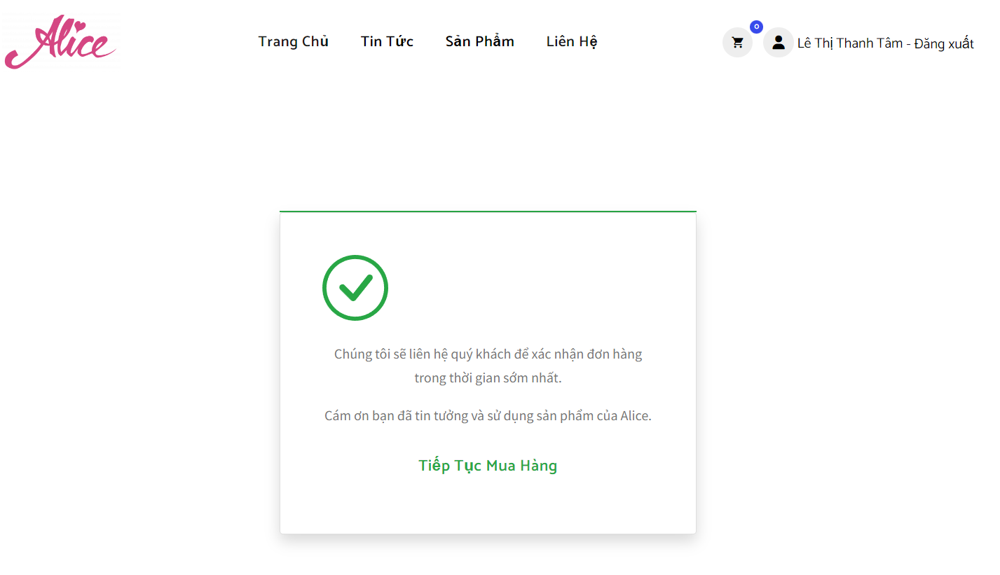 Alice
Trang Chủ Tin Tức Sản Phẩm Liên Hệ
0
Lê Thị Thanh Tâm - Đăng xuất
Chúng tôi sẽ liên hệ quý khách để xác nhận đơn hàng
trong thời gian sớm nhất.
Cám ơn bạn đã tin tưởng và sử dụng sản phẩm của Alice.
Tiếp Tục Mua Hàng